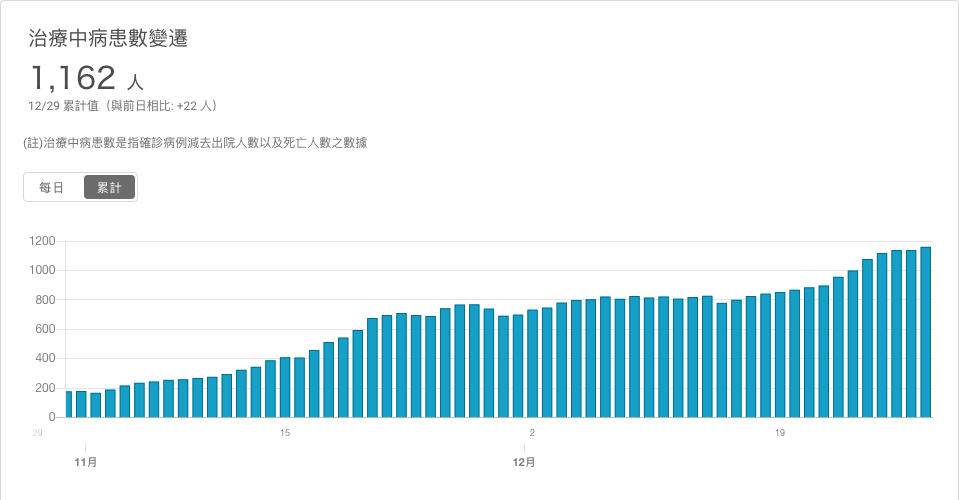 治療中病患數變遷
1,162 人
12/29 累計值（與前日相比: +22 人）
(註)治療中病患數是指確診病例減去出院人數以及死亡人數之數據
每日 累計
1200
1000
800
600
400
200
0
29 15 2 19
11月 12月